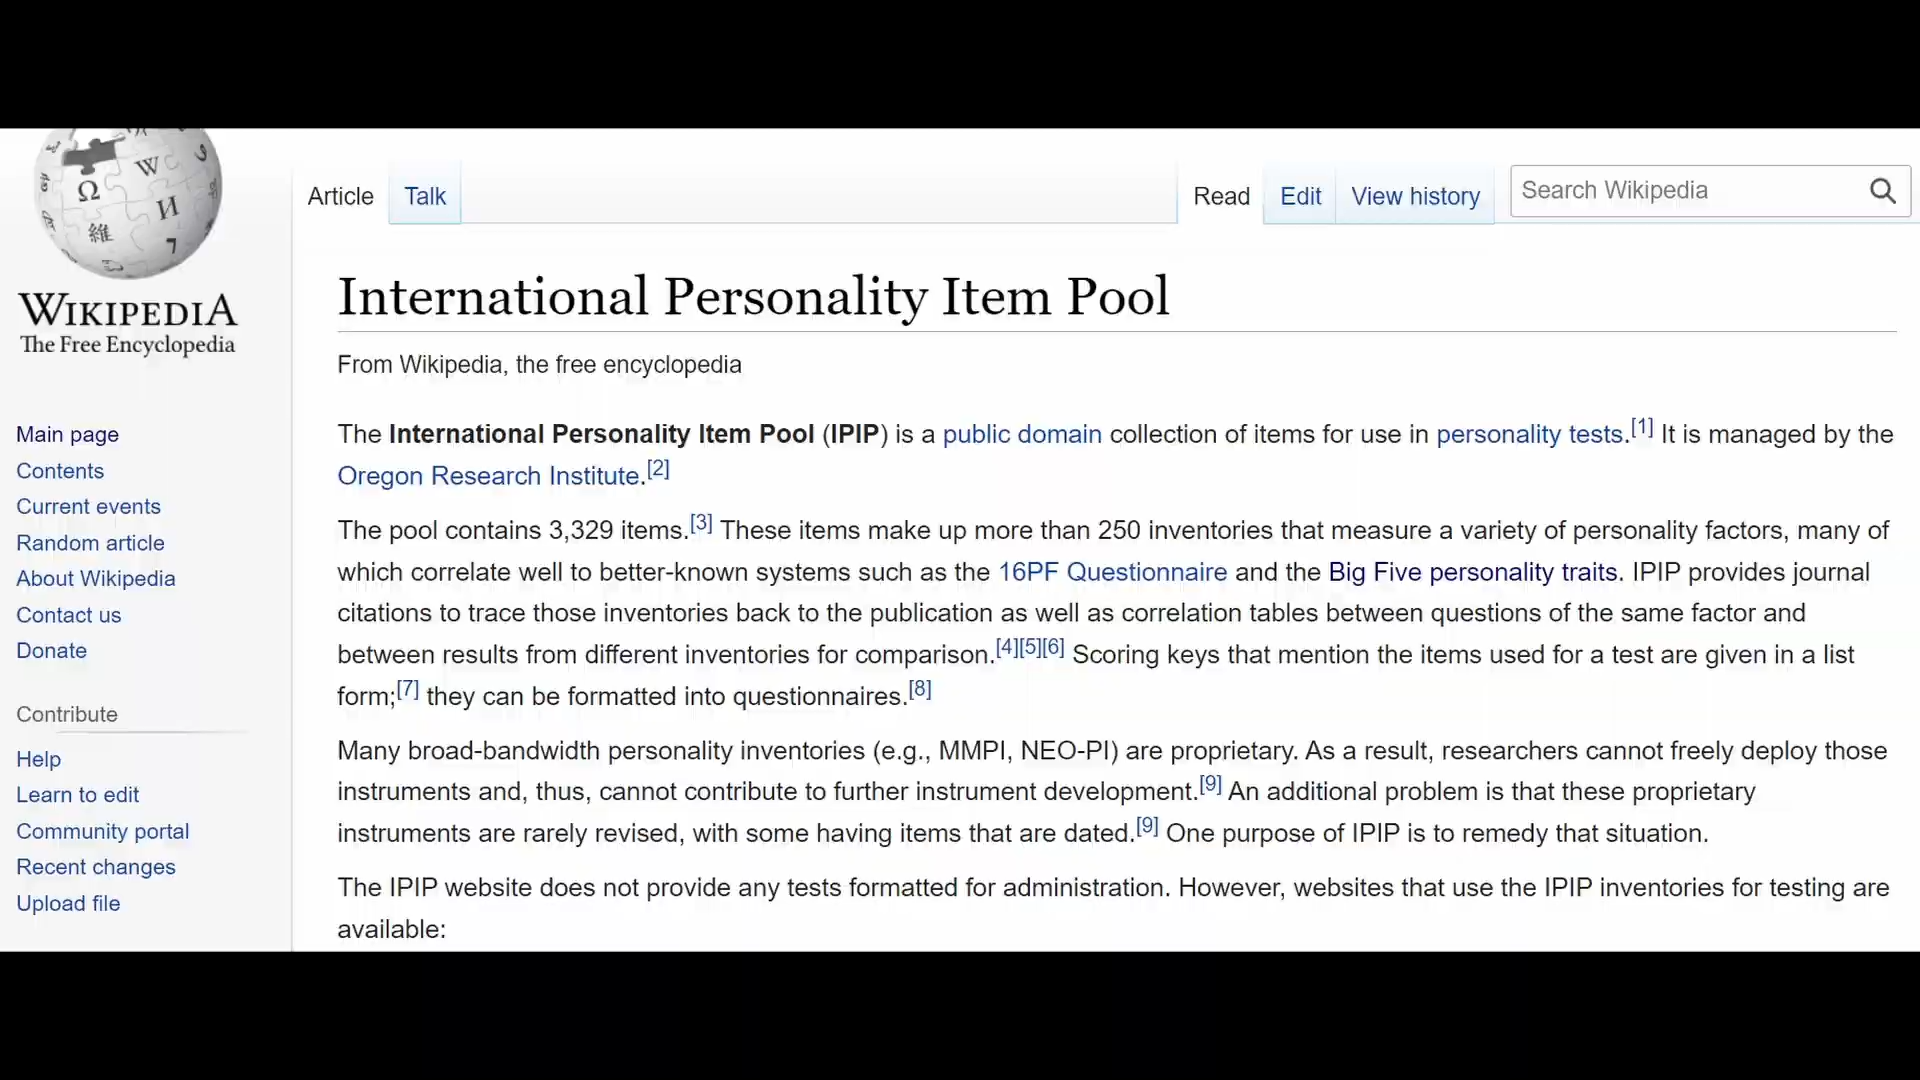 Ω W И 維 7
WIKIPEDIA
The Free Encyclopedia
Main page
Contents
Current events
Random article
About Wikipedia
Contact us
Donate
Contribute
Help
Learn to edit
Community portal
Recent changes
Upload file
Article Talk Read Edit View history Search Wikipedia
International Personality Item Pool
From Wikipedia, the free encyclopedia
The International Personality Item Pool (IPIP) is a public domain collection of items for use in personality tests.[1] It is managed by the
Oregon Research Institute.[2]
The pool contains 3,329 items.[3] These items make up more than 250 inventories that measure a variety of personality factors, many of
which correlate well to better-known systems such as the 16PF Questionnaire and the Big Five personality traits. IPIP provides journal
citations to trace those inventories back to the publication as well as correlation tables between questions of the same factor and
between results from different inventories for comparison.[4][5][6] Scoring keys that mention the items used for a test are given in a list
form;[7] they can be formatted into questionnaires.[8]
Many broad-bandwidth personality inventories (e.g., MMPI, NEO-PI) are proprietary. As a result, researchers cannot freely deploy those
instruments and, thus, cannot contribute to further instrument development.[9] An additional problem is that these proprietary
instruments are rarely revised, with some having items that are dated.[9] One purpose of IPIP is to remedy that situation.
The IPIP website does not provide any tests formatted for administration. However, websites that use the IPIP inventories for testing are
available: